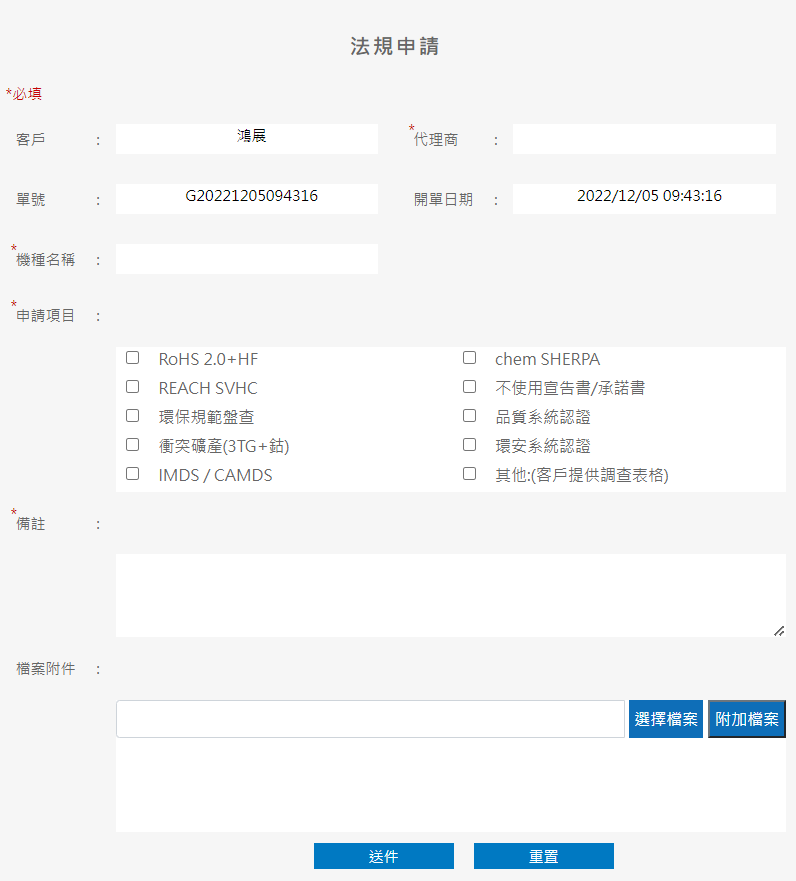 法規申請
*必填
客戶 : 鴻展 *代理商 :
單號 : G20221205094316 開單日期 : 2022/12/05 09:43:16
*機種名稱 :
*申請項目 :
RoHS 2.0+HF chem SHERPA
REACH SVHC 不使用宣告書/承諾書
環保規範盤查 品質系統認證
衝突礦產(3TG+鈷) 環安系統認證
IMDS / CAMDS 其他:(客戶提供調查表格)
*備註 :
檔案附件 :
選擇檔案 附加檔案
送件 重置